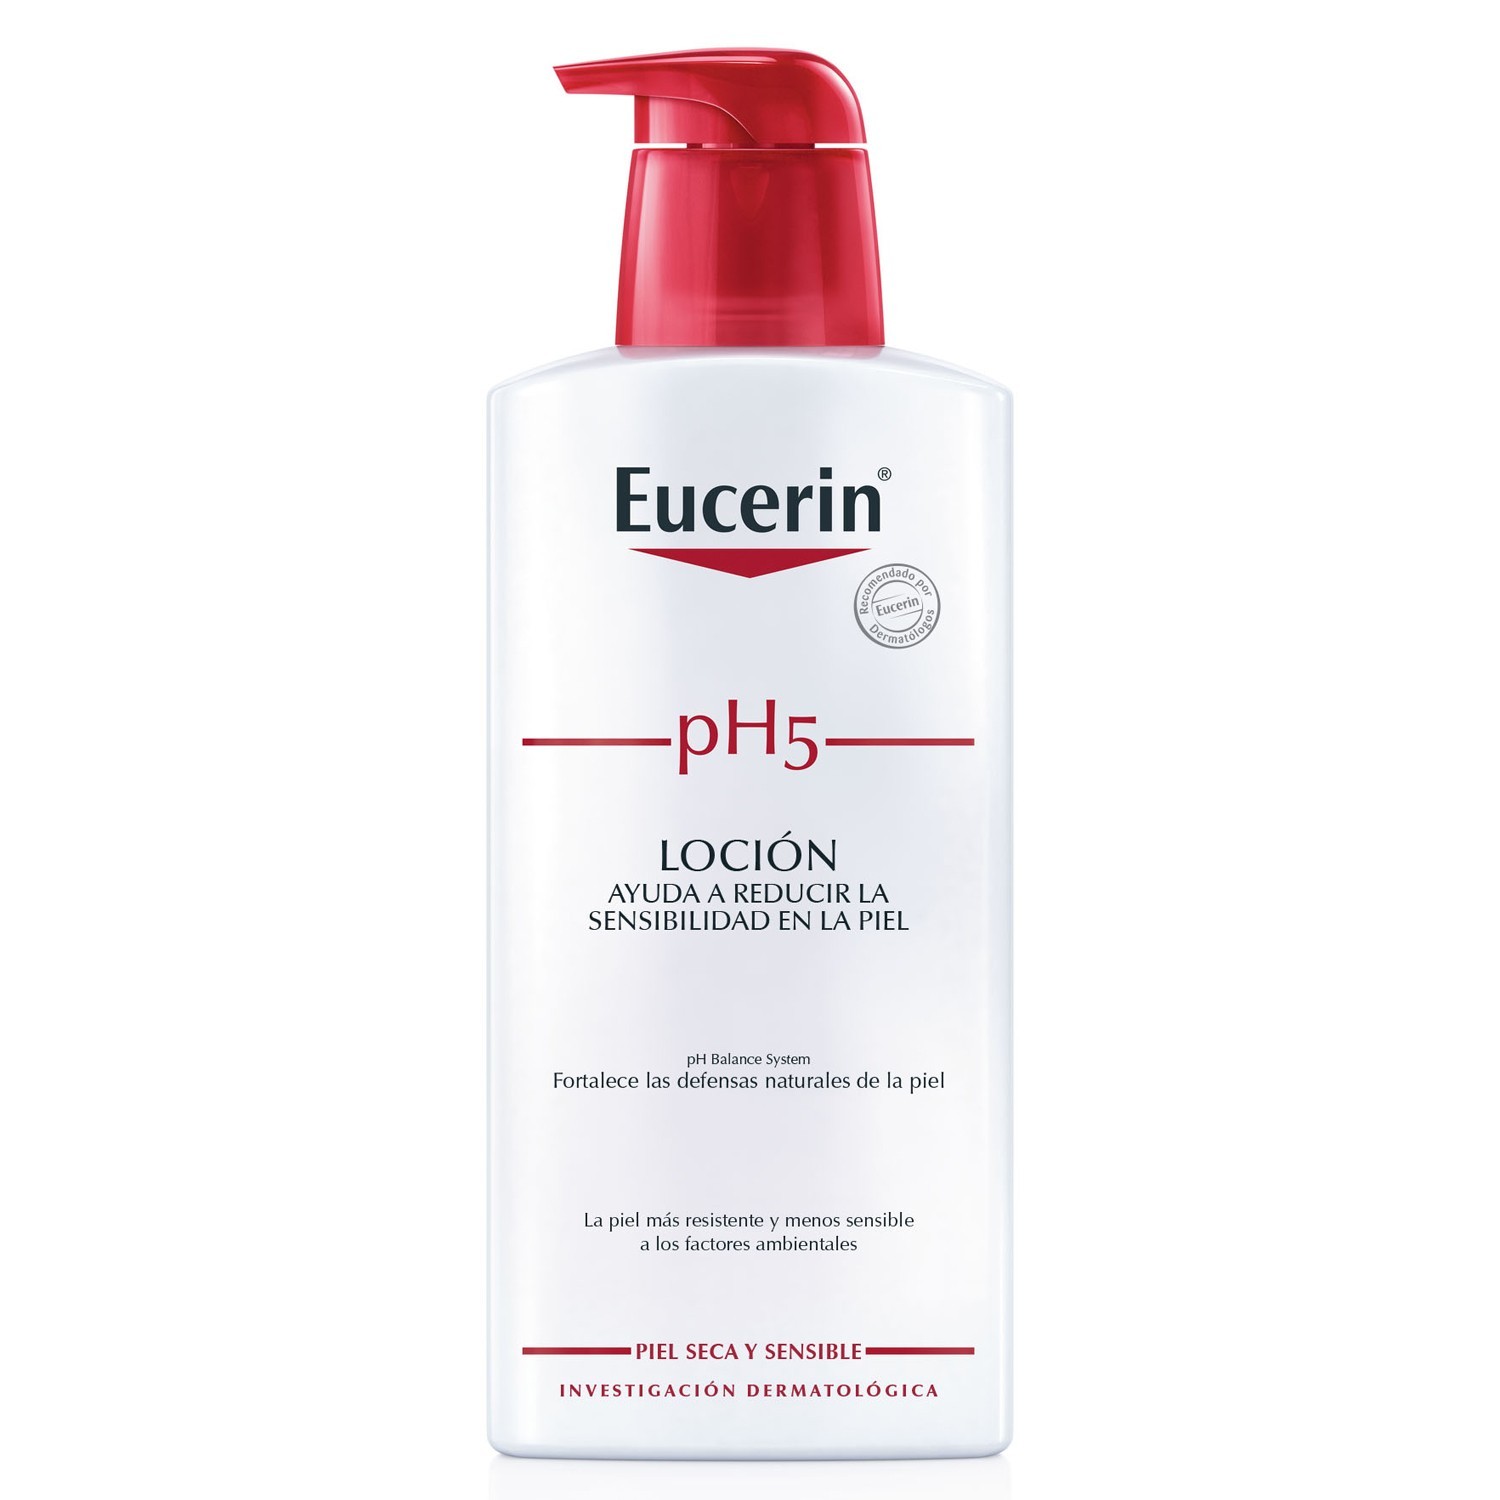 Eucerin®
Recomendado por
Eucerin
Dermatólogos
pH5
LOCIÓN
AYUDA A REDUCIR LA
SENSIBILIDAD EN LA PIEL
pH Balance System
Fortalece las defensas naturales de la piel
La piel más resistente y menos sensible
a los factores ambientales
PIEL SECA Y SENSIBLE
INVESTIGACIÓN DERMATOLÓGICA